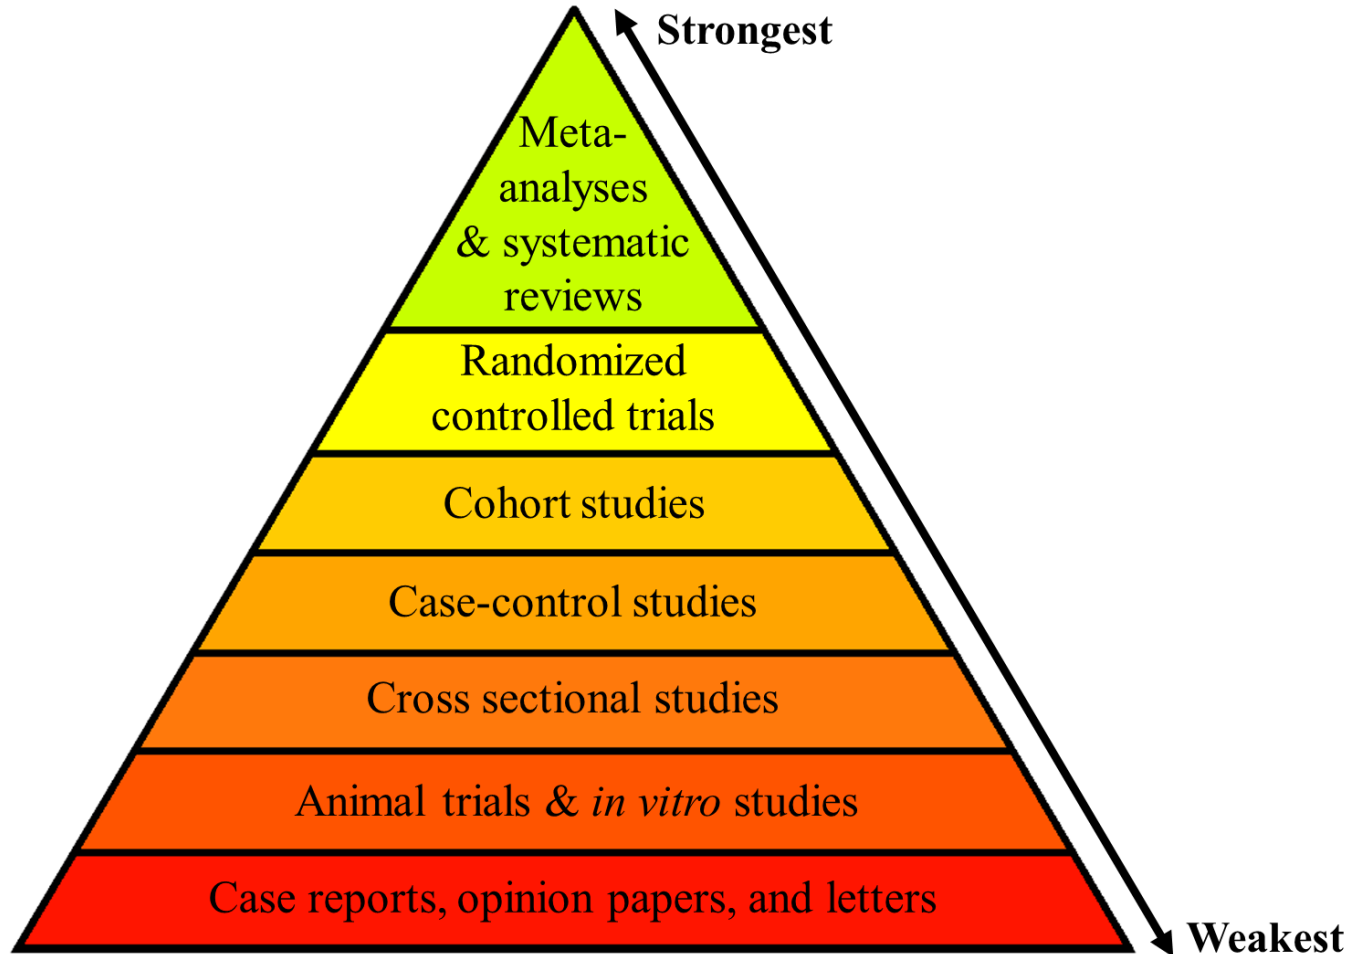 Strongest
Meta-
analyses
& systematic
reviews
Randomized
controlled trials
Cohort studies
Case-control studies
Cross sectional studies
Animal trials & in vitro studies
Case reports, opinion papers, and letters
Weakest